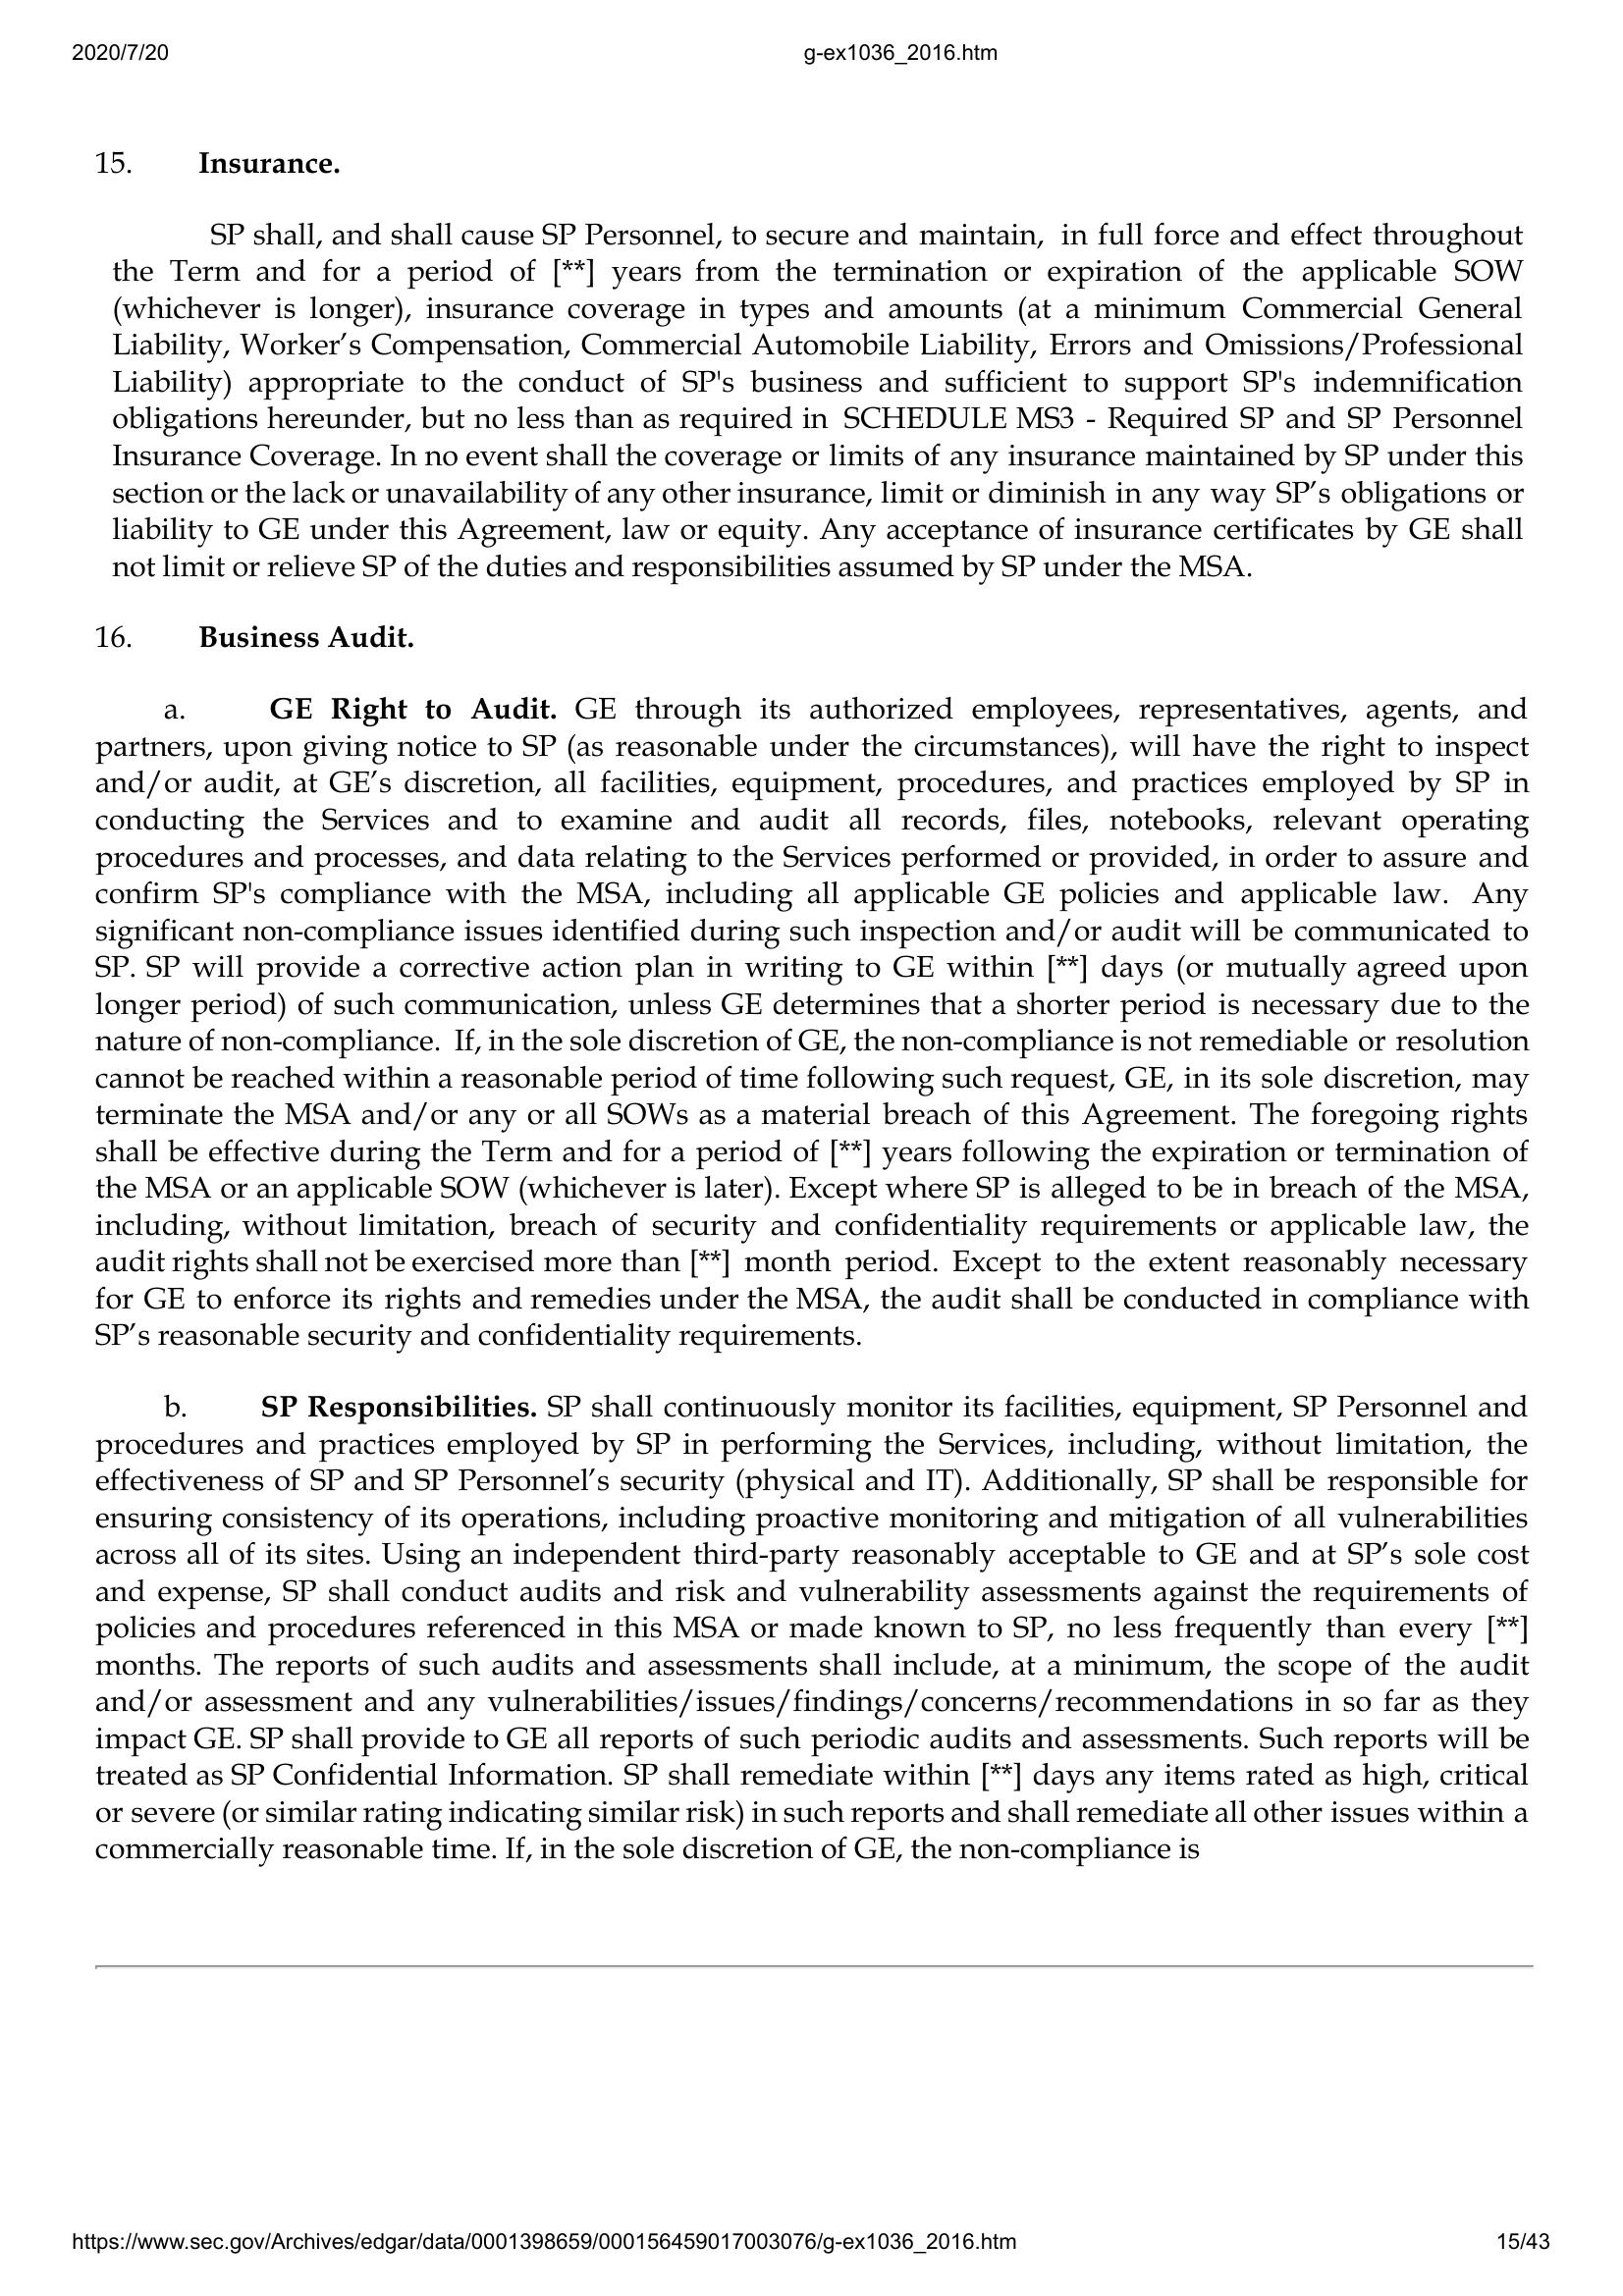 2020/7/20
g-ex1036_2016.htm
15. Insurance.
SP shall, and shall cause SP Personnel, to secure and maintain, in full force and effect throughout
the Term and for a period of [**] years from the termination or expiration of the applicable SOW
(whichever is longer), insurance coverage in types and amounts (at a minimum Commercial General
Liability, Worker’s Compensation, Commercial Automobile Liability, Errors and Omissions/Professional
Liability) appropriate to the conduct of SP's business and sufficient to support SP's indemnification
obligations hereunder, but no less than as required in SCHEDULE MS3 - Required SP and SP Personnel
Insurance Coverage. In no event shall the coverage or limits of any insurance maintained by SP under this
section or the lack or unavailability of any other insurance, limit or diminish in any way SP’s obligations or
liability to GE under this Agreement, law or equity. Any acceptance of insurance certificates by GE shall
not limit or relieve SP of the duties and responsibilities assumed by SP under the MSA.
16. Business Audit.
a. GE Right to Audit. GE through its authorized employees, representatives, agents, and
partners, upon giving notice to SP (as reasonable under the circumstances), will have the right to inspect
and/or audit, at GE’s discretion, all facilities, equipment, procedures, and practices employed by SP in
conducting the Services and to examine and audit all records, files, notebooks, relevant operating
procedures and processes, and data relating to the Services performed or provided, in order to assure and
confirm SP's compliance with the MSA, including all applicable GE policies and applicable law. Any
significant non-compliance issues identified during such inspection and/or audit will be communicated to
SP. SP will provide a corrective action plan in writing to GE within [**] days (or mutually agreed upon
longer period) of such communication, unless GE determines that a shorter period is necessary due to the
nature of non-compliance. If, in the sole discretion of GE, the non-compliance is not remediable or resolution
cannot be reached within a reasonable period of time following such request, GE, in its sole discretion, may
terminate the MSA and/or any or all SOWs as a material breach of this Agreement. The foregoing rights
shall be effective during the Term and for a period of [**] years following the expiration or termination of
the MSA or an applicable SOW (whichever is later). Except where SP is alleged to be in breach of the MSA,
including, without limitation, breach of security and confidentiality requirements or applicable law, the
audit rights shall not be exercised more than [**] month period. Except to the extent reasonably necessary
for GE to enforce its rights and remedies under the MSA, the audit shall be conducted in compliance with
SP’s reasonable security and confidentiality requirements.
b. SP Responsibilities. SP shall continuously monitor its facilities, equipment, SP Personnel and
procedures and practices employed by SP in performing the Services, including, without limitation, the
effectiveness of SP and SP Personnel’s security (physical and IT). Additionally, SP shall be responsible for
ensuring consistency of its operations, including proactive monitoring and mitigation of all vulnerabilities
across all of its sites. Using an independent third-party reasonably acceptable to GE and at SP’s sole cost
and expense, SP shall conduct audits and risk and vulnerability assessments against the requirements of
policies and procedures referenced in this MSA or made known to SP, no less frequently than every [**]
months. The reports of such audits and assessments shall include, at a minimum, the scope of the audit
and/or assessment and any vulnerabilities/issues/findings/concerns/recommendations in so far as they
impact GE. SP shall provide to GE all reports of such periodic audits and assessments. Such reports will be
treated as SP Confidential Information. SP shall remediate within [**] days any items rated as high, critical
or severe (or similar rating indicating similar risk) in such reports and shall remediate all other issues within a
commercially reasonable time. If, in the sole discretion of GE, the non-compliance is
https://www.sec.gov/Archives/edgar/data/0001398659/000156459017003076/g-ex1036_2016.htm
15/43